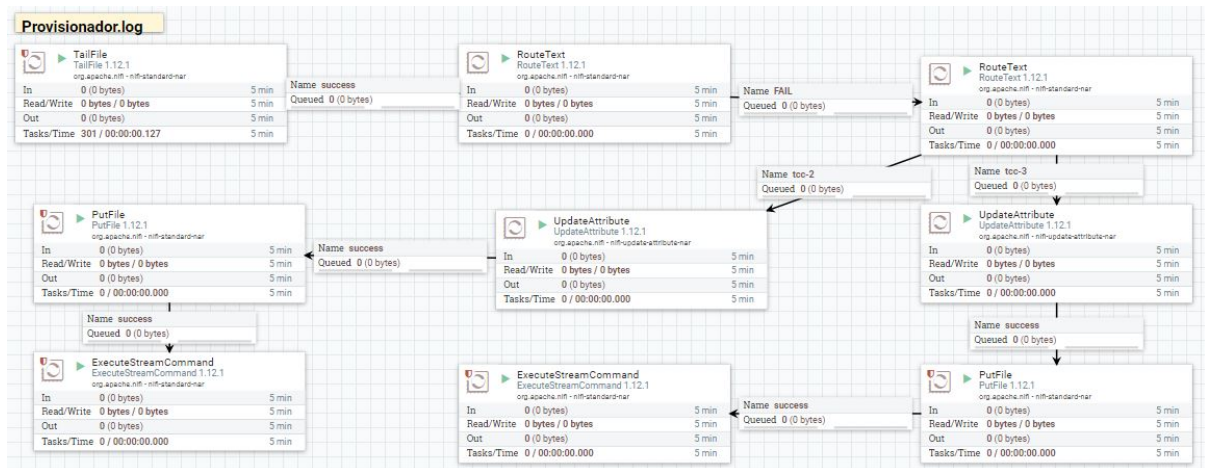 Provisionador.log
TailFile
TailFile 1.12.1
org.apache.nifi - nifi-standard-nar
In 0 (0 bytes) 5 min
Read/Write 0 bytes / 0 bytes 5 min
Out 0 (0 bytes) 5 min
Tasks/Time 301 / 00:00:00.127 5 min
Name success
Queued 0 (0 bytes)
RouteText
RouteText 1.12.1
org.apache.nifi - nifi-standard-nar
In 0 (0 bytes) 5 min
Read/Write 0 bytes / 0 bytes 5 min
Out 0 (0 bytes) 5 min
Tasks/Time 0 / 00:00:00.000 5 min
Name FAIL
Queued 0 (0 bytes)
RouteText
RouteText 1.12.1
org.apache.nifi - nifi-standard-nar
In 0 (0 bytes) 5 min
Read/Write 0 bytes / 0 bytes 5 min
Out 0 (0 bytes) 5 min
Tasks/Time 0 / 00:00:00.000 5 min
Name tcc-2
Queued 0 (0 bytes)
Name tcc-3
Queued 0 (0 bytes)
PutFile
PutFile 1.12.1
org.apache.nifi - nifi-standard-nar
In 0 (0 bytes) 5 min
Read/Write 0 bytes / 0 bytes 5 min
Out 0 (0 bytes) 5 min
Tasks/Time 0 / 00:00:00.000 5 min
Name success
Queued 0 (0 bytes)
UpdateAttribute
UpdateAttribute 1.12.1
org.apache.nifi - nifi-update-attribute-nar
In 0 (0 bytes) 5 min
Read/Write 0 bytes / 0 bytes 5 min
Out 0 (0 bytes) 5 min
Tasks/Time 0 / 00:00:00.000 5 min
UpdateAttribute
UpdateAttribute 1.12.1
org.apache.nifi - nifi-update-attribute-nar
In 0 (0 bytes) 5 min
Read/Write 0 bytes / 0 bytes 5 min
Out 0 (0 bytes) 5 min
Tasks/Time 0 / 00:00:00.000 5 min
Name success
Queued 0 (0 bytes)
Name success
Queued 0 (0 bytes)
ExecuteStreamCommand
ExecuteStreamCommand 1.12.1
org.apache.nifi - nifi-standard-nar
In 0 (0 bytes) 5 min
Read/Write 0 bytes / 0 bytes 5 min
Out 0 (0 bytes) 5 min
Tasks/Time 0 / 00:00:00.000 5 min
ExecuteStreamCommand
ExecuteStreamCommand 1.12.1
org.apache.nifi - nifi-standard-nar
In 0 (0 bytes) 5 min
Read/Write 0 bytes / 0 bytes 5 min
Out 0 (0 bytes) 5 min
Tasks/Time 0 / 00:00:00.000 5 min
Name success
Queued 0 (0 bytes)
PutFile
PutFile 1.12.1
org.apache.nifi - nifi-standard-nar
In 0 (0 bytes) 5 min
Read/Write 0 bytes / 0 bytes 5 min
Out 0 (0 bytes) 5 min
Tasks/Time 0 / 00:00:00.000 5 min